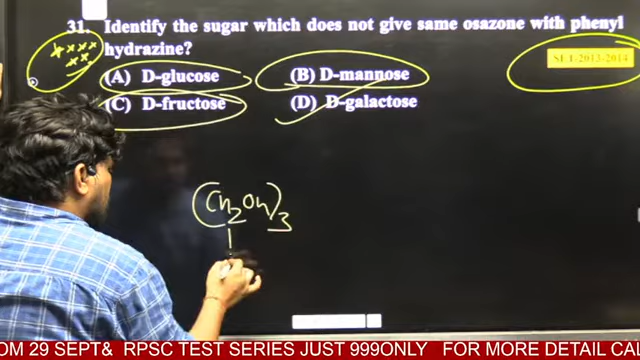 31. Identify the sugar which does not give same osazone with phenyl
hydrazine?
SET-2013-2014
(A) D-glucose (B) D-mannose
(C) D-fructose (D) D-galactose
(CH2OH)3
OM 29 SEPT& RPSC TEST SERIES JUST 999ONLY FOR MORE DETAIL CA